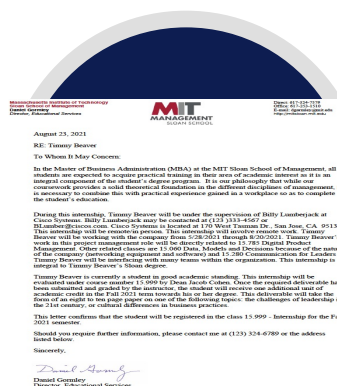 Massachusetts Institute of Technology
Sloan School of Management
Daniel Gormley
Director, Educational Services
MIT
MANAGEMENT
SLOAN SCHOOL
August 23, 2021
RE: Timmy Beaver
To Whom It May Concern:
In the Master of Business Administration (MBA) at the MIT Sloan School of Management, all
students are expected to acquire practical training in their area of academic interest as it is an
integral component of the student's degree program. It is our philosophy that while our
coursework provides a solid theoretical foundation in the different disciplines of management,
is necessary to combine this with practical experience gained in a workplace so as to complete
the student's education.
During this internship, Timmy Beaver will be under the supervision of Billy Lumberjack at
Cisco Systems. Billy Lumberjack may be contacted at (123 )333-4567 or
BLumberj@cisco.com. Cisco Systems is located at 170 West Tasman Dr., San Jose, CA 9513
This internship will be remote/in person. This internship will involve remote work. Timmy
Beaver will be working with the company from 5/28/2021 through 8/20/2021. Timmy Beaver'
work in this project management role will be directly related to 15.785 Digital Product
Management. Other related classes are 15.060 Data, Models and Decisions because of the natu
of the company (networking equipment and software) and 15.280 Communication for Leaders
Timmy Beaver will be interfacing with many teams within the organization. This internship is
integral to Timmy Beaver's Sloan degree.
Timmy Beaver is currently a student in good academic standing. This internship will be
evaluated under course number 15.999 by Dean Jacob Cohen. Once the required deliverable ha
been submitted and graded by the instructor, the student will receive one additional unit of
academic credit in the Fall 2021 term towards his or her degree. This deliverable will take the
form of an eight to ten page paper on one of the following topics: the challenges of leadership
the 21st century, or cultural differences in business practices.
This letter confirms that the student will be registered in the class 15.999 - Internship for the Fa
2021 semester.
Should you require further information, please contact me at (123) 324-6789 or the address
listed below.
Sincerely,
Daniel Gormley
Daniel Gormley
Director, Educational Services